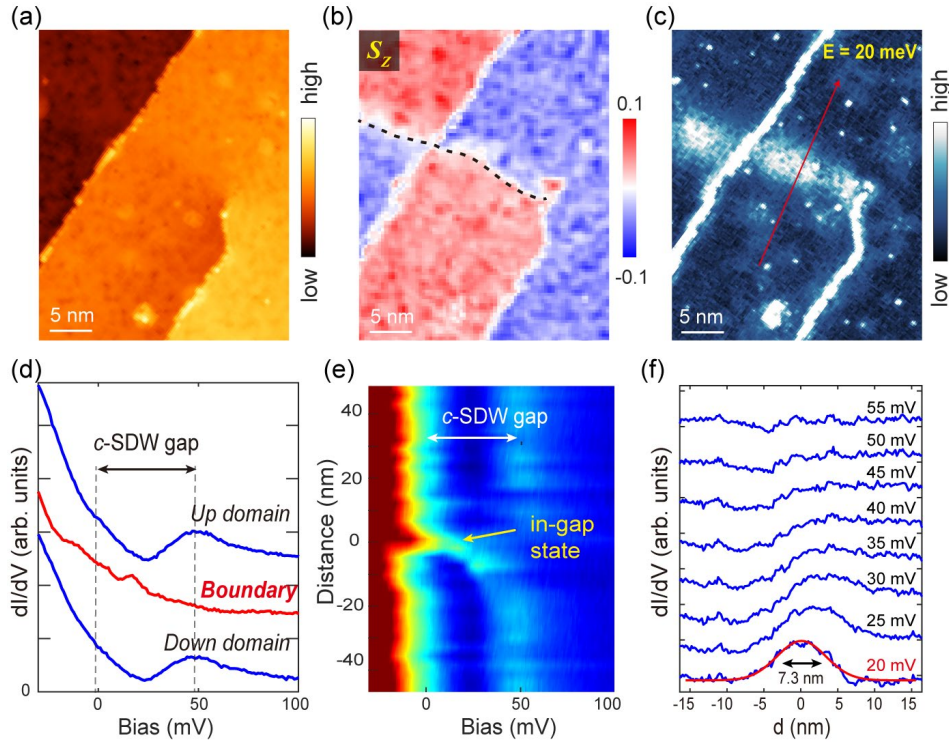 (a)
high
low
5 nm
(b)
S_Z
0.1
-0.1
5 nm
(c)
E = 20 meV
high
low
5 nm
(d)
dI/dV (arb. units)
c-SDW gap
Up domain
Boundary
Down domain
0
0
50
100
Bias (mV)
(e)
Distance (nm)
40
20
0
-20
-40
c-SDW gap
in-gap
state
0
50
100
Bias (mV)
(f)
dI/dV (arb. units)
55 mV
50 mV
45 mV
40 mV
35 mV
30 mV
25 mV
20 mV
7.3 nm
-15
-10
-5
0
5
10
15
d (nm)